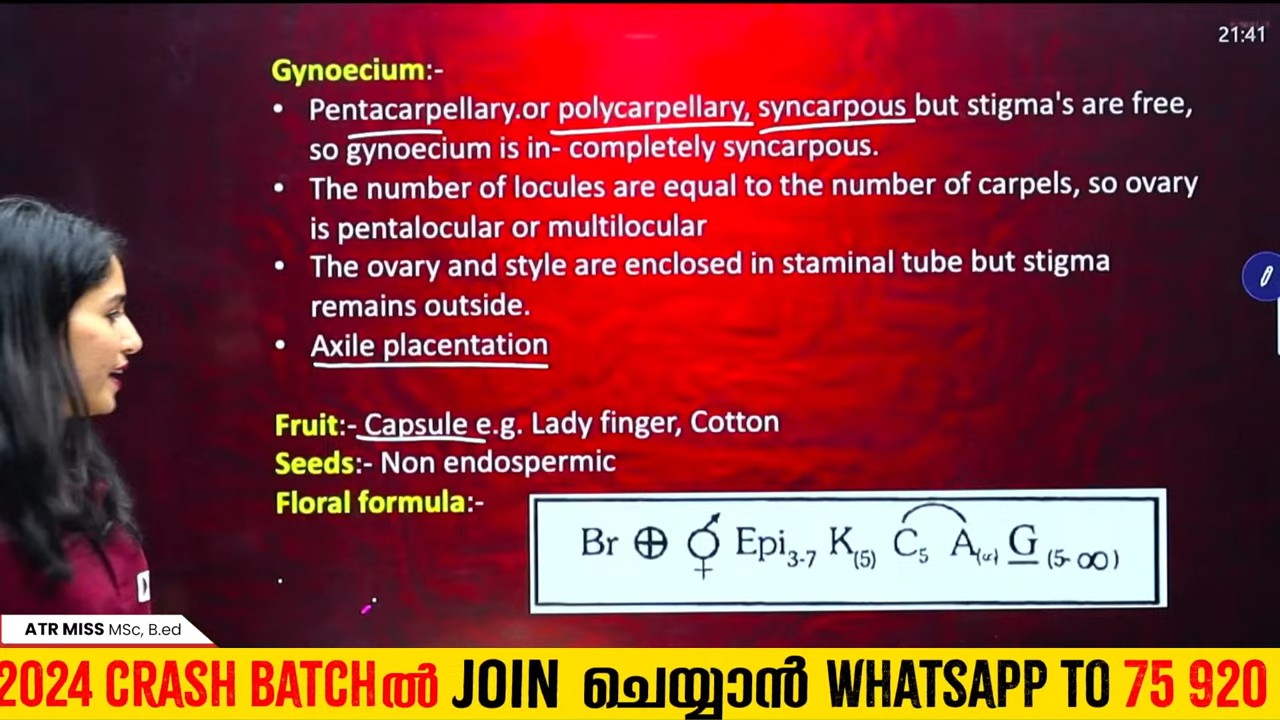 21:41
Gynoecium:-
• Pentacarpellary.or polycarpellary, syncarpous but stigma's are free,
so gynoecium is in- completely syncarpous.
• The number of locules are equal to the number of carpels, so ovary
is pentalocular or multilocular
• The ovary and style are enclosed in staminal tube but stigma
remains outside.
• Axile placentation
Fruit:- Capsule e.g. Lady finger, Cotton
Seeds:- Non endospermic
Floral formula:-
Br ⊕ ⚥ Epi3-7 K(5) C5 A(α) G (5-∞)
ATR MISS MSc, B.ed
2024 CRASH BATCHൽ JOIN ചെയ്യാൻ WHATSAPP TO 75 920